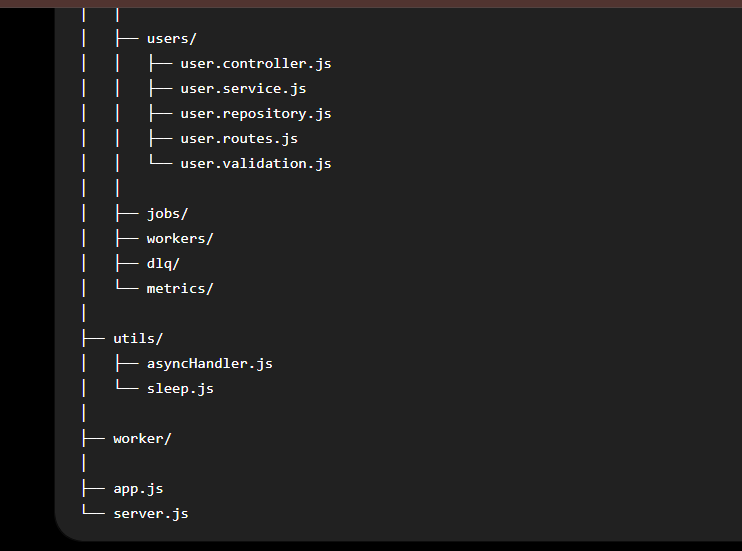 │   │
│   ├── users/
│   │   ├── user.controller.js
│   │   ├── user.service.js
│   │   ├── user.repository.js
│   │   ├── user.routes.js
│   │   └── user.validation.js
│   │
│   ├── jobs/
│   ├── workers/
│   ├── dlq/
│   └── metrics/
│
├── utils/
│   ├── asyncHandler.js
│   └── sleep.js
│
├── worker/
│
├── app.js
└── server.js